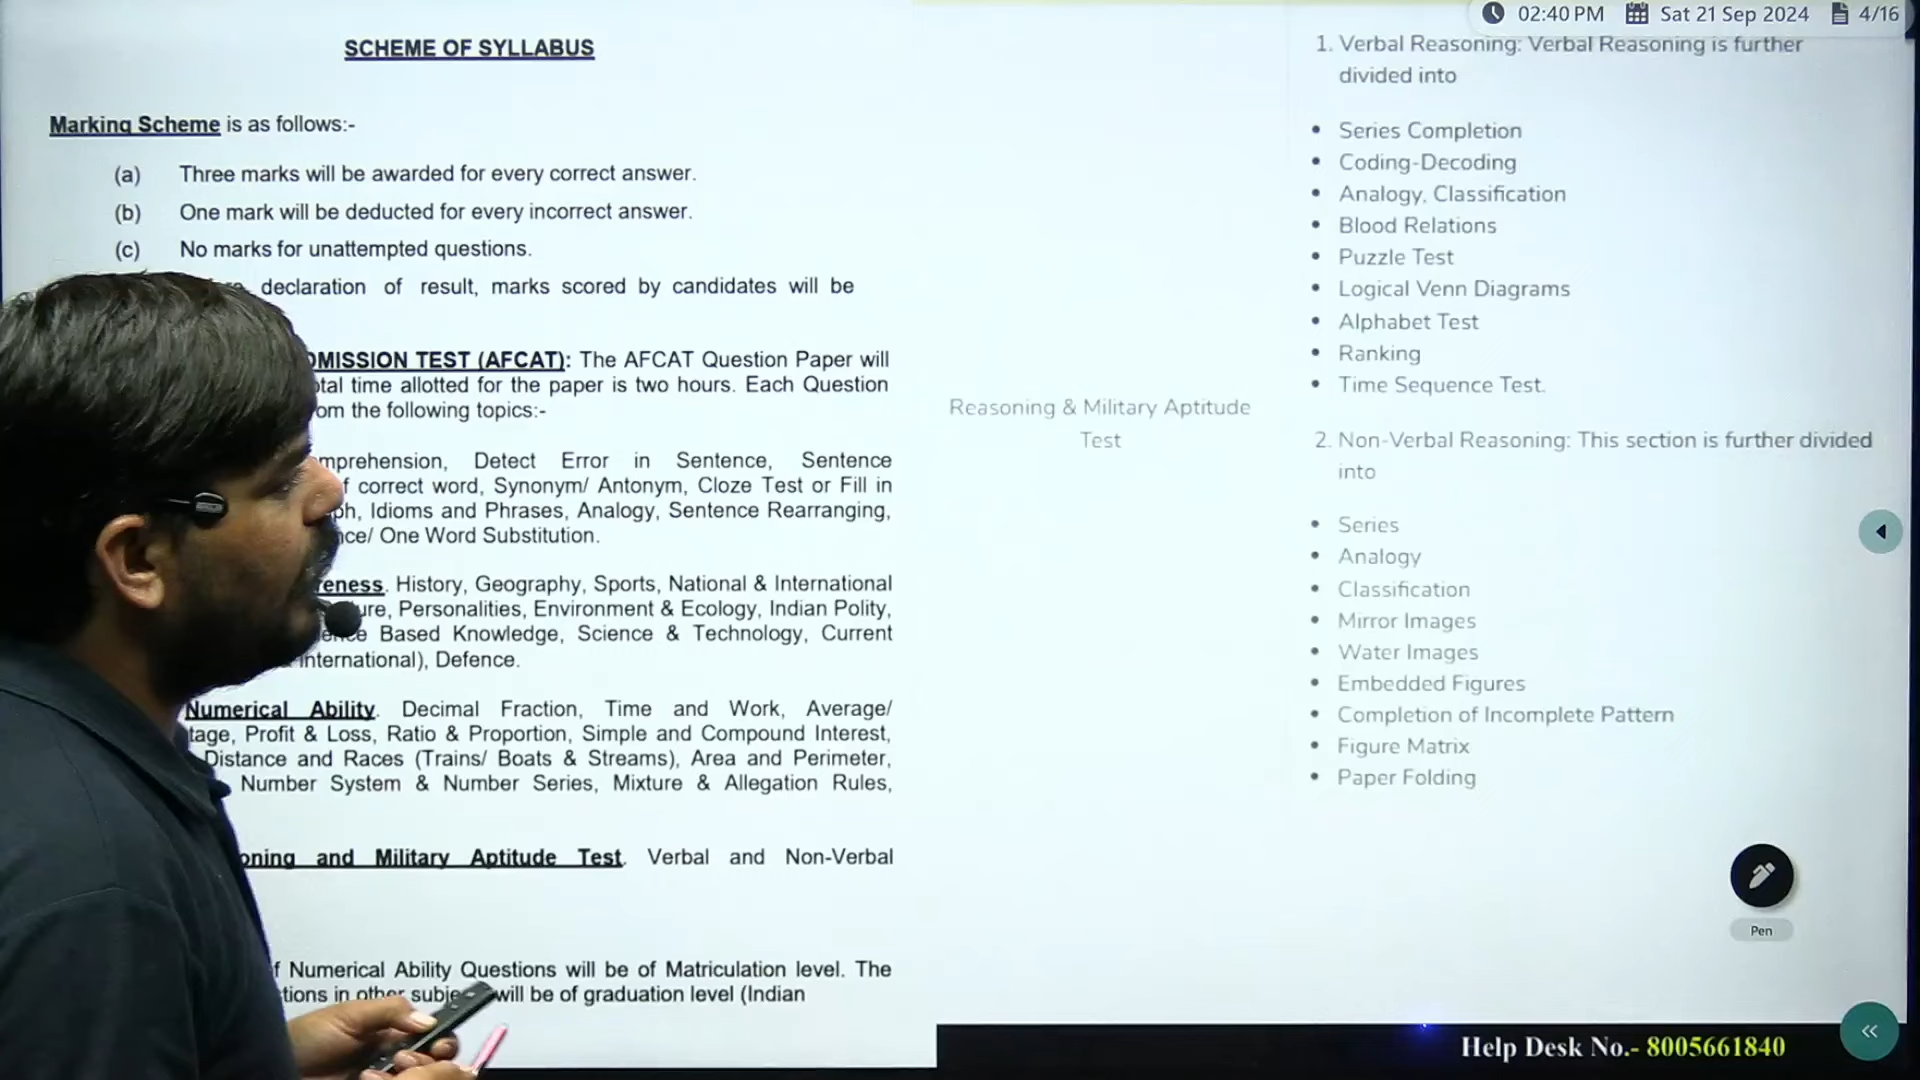 02:40 PM Sat 21 Sep 2024 4/16
SCHEME OF SYLLABUS
Marking Scheme is as follows:-
(a) Three marks will be awarded for every correct answer.
(b) One mark will be deducted for every incorrect answer.
(c) No marks for unattempted questions.
declaration of result, marks scored by candidates will be
TEST (AFCAT): The AFCAT Question Paper will
time allotted for the paper is two hours. Each Question
the following topics:-
Detect Error in Sentence, Sentence
correct word, Synonym/ Antonym, Cloze Test or Fill in
Idioms and Phrases, Analogy, Sentence Rearranging,
One Word Substitution.
History, Geography, Sports, National & International
Personalities, Environment & Ecology, Indian Polity,
Based Knowledge, Science & Technology, Current
International), Defence.
Numerical Ability. Decimal Fraction, Time and Work, Average/
Profit & Loss, Ratio & Proportion, Simple and Compound Interest,
Distance and Races (Trains/ Boats & Streams), Area and Perimeter,
Number System & Number Series, Mixture & Allegation Rules,
and Military Aptitude Test. Verbal and Non-Verbal
Numerical Ability Questions will be of Matriculation level. The
in other will be of graduation level (Indian
Reasoning & Military Aptitude
Test
1. Verbal Reasoning: Verbal Reasoning is further
divided into
• Series Completion
• Coding-Decoding
• Analogy, Classification
• Blood Relations
• Puzzle Test
• Logical Venn Diagrams
• Alphabet Test
• Ranking
• Time Sequence Test.
2. Non-Verbal Reasoning: This section is further divided
into
• Series
• Analogy
• Classification
• Mirror Images
• Water Images
• Embedded Figures
• Completion of Incomplete Pattern
• Figure Matrix
• Paper Folding
Pen
Help Desk No.- 8005661840